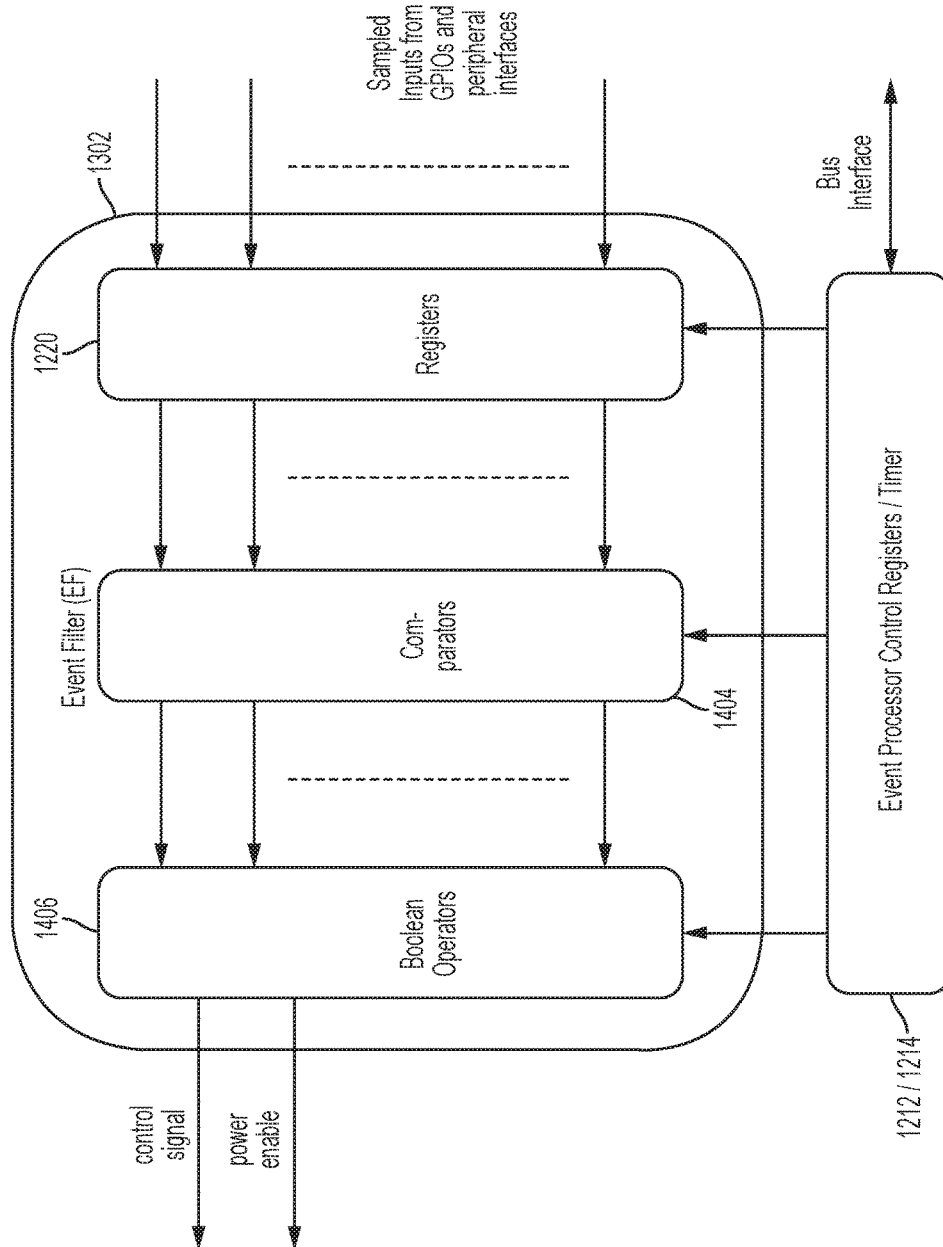 1302
Event Filter (EF)
1406
Boolean
Operators
Com-
parators
1404
1220
Registers
control
signal
power
enable
Sampled
Inputs from
GPIOs and
peripheral
interfaces
1212 / 1214
Event Processor Control Registers / Timer
Bus
Interface